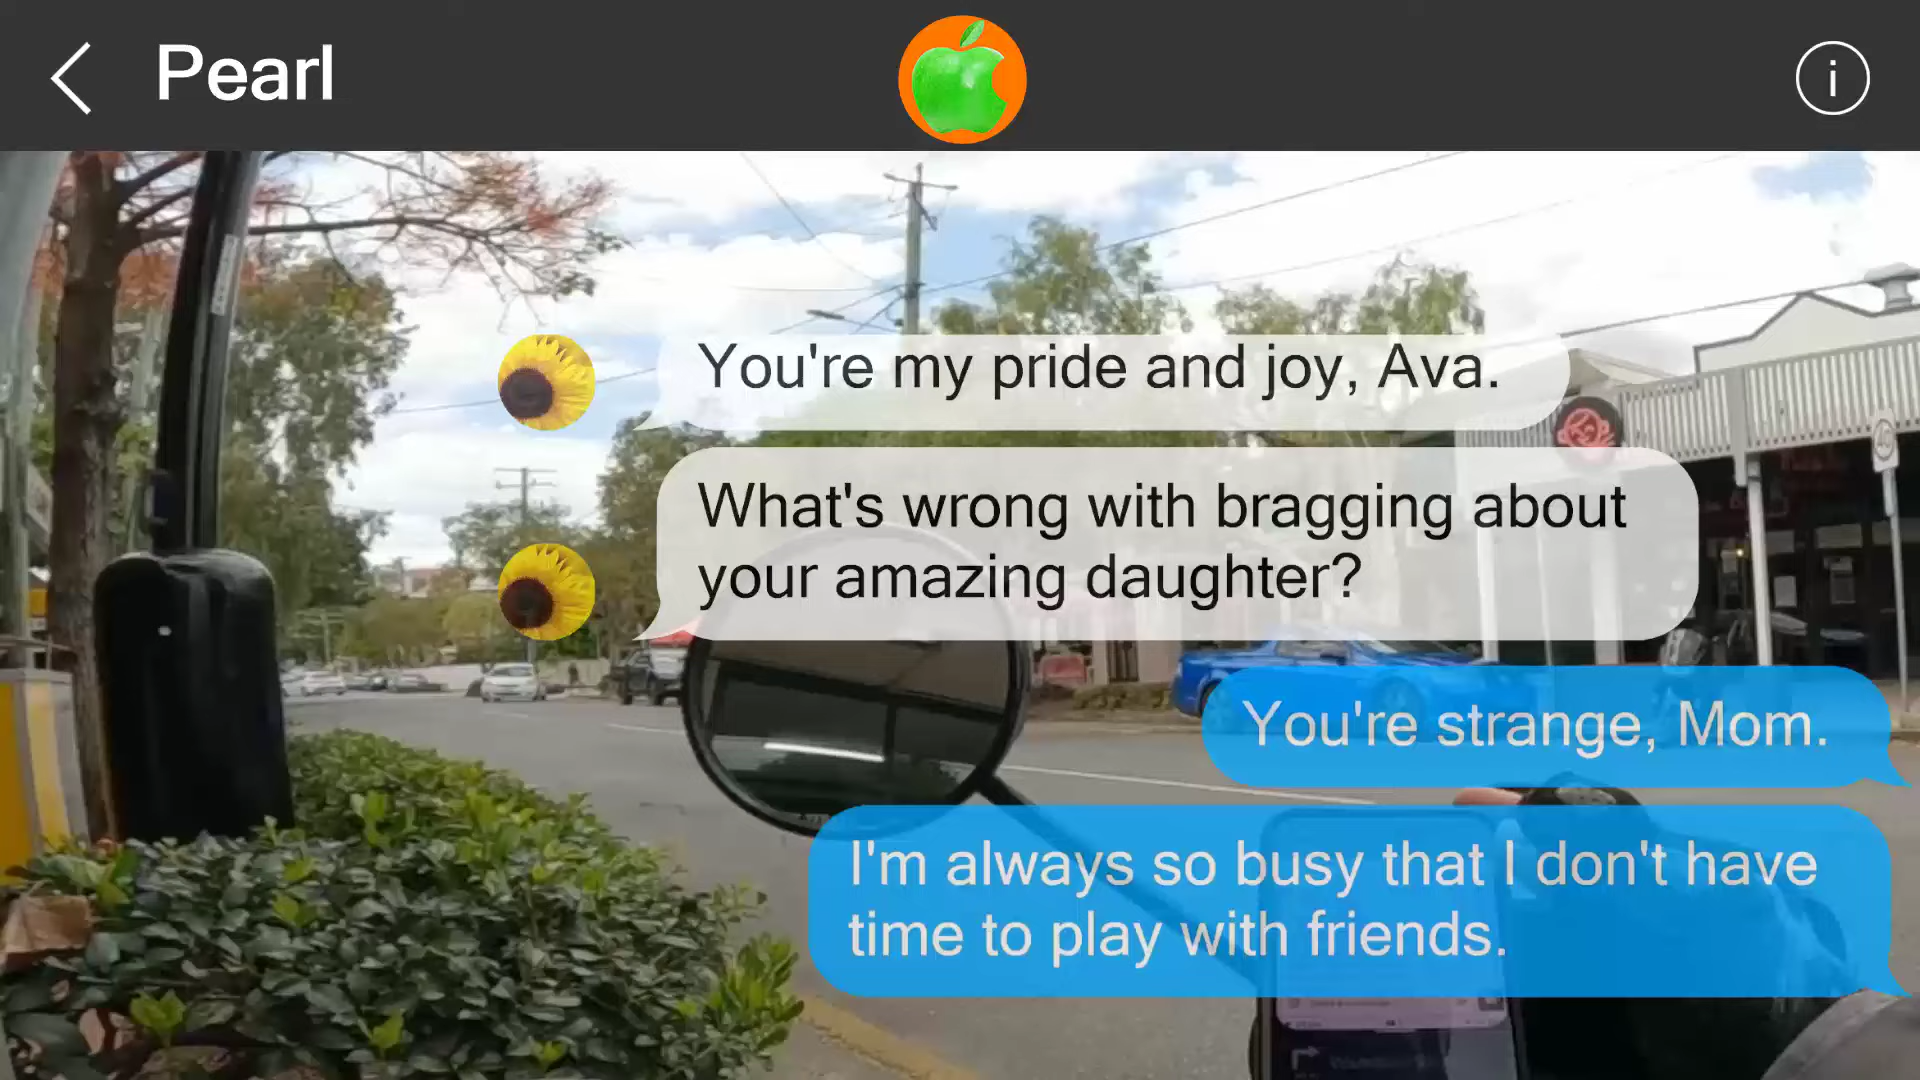 Pearl
i
You're my pride and joy, Ava.
What's wrong with bragging about
your amazing daughter?
You're strange, Mom.
I'm always so busy that I don't have
time to play with friends.
40